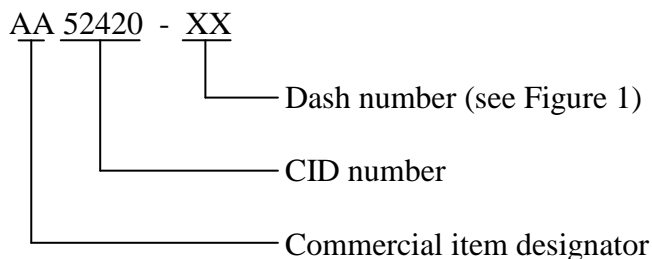 AA 52420 - XX
Dash number (see Figure 1)
CID number
Commercial item designator